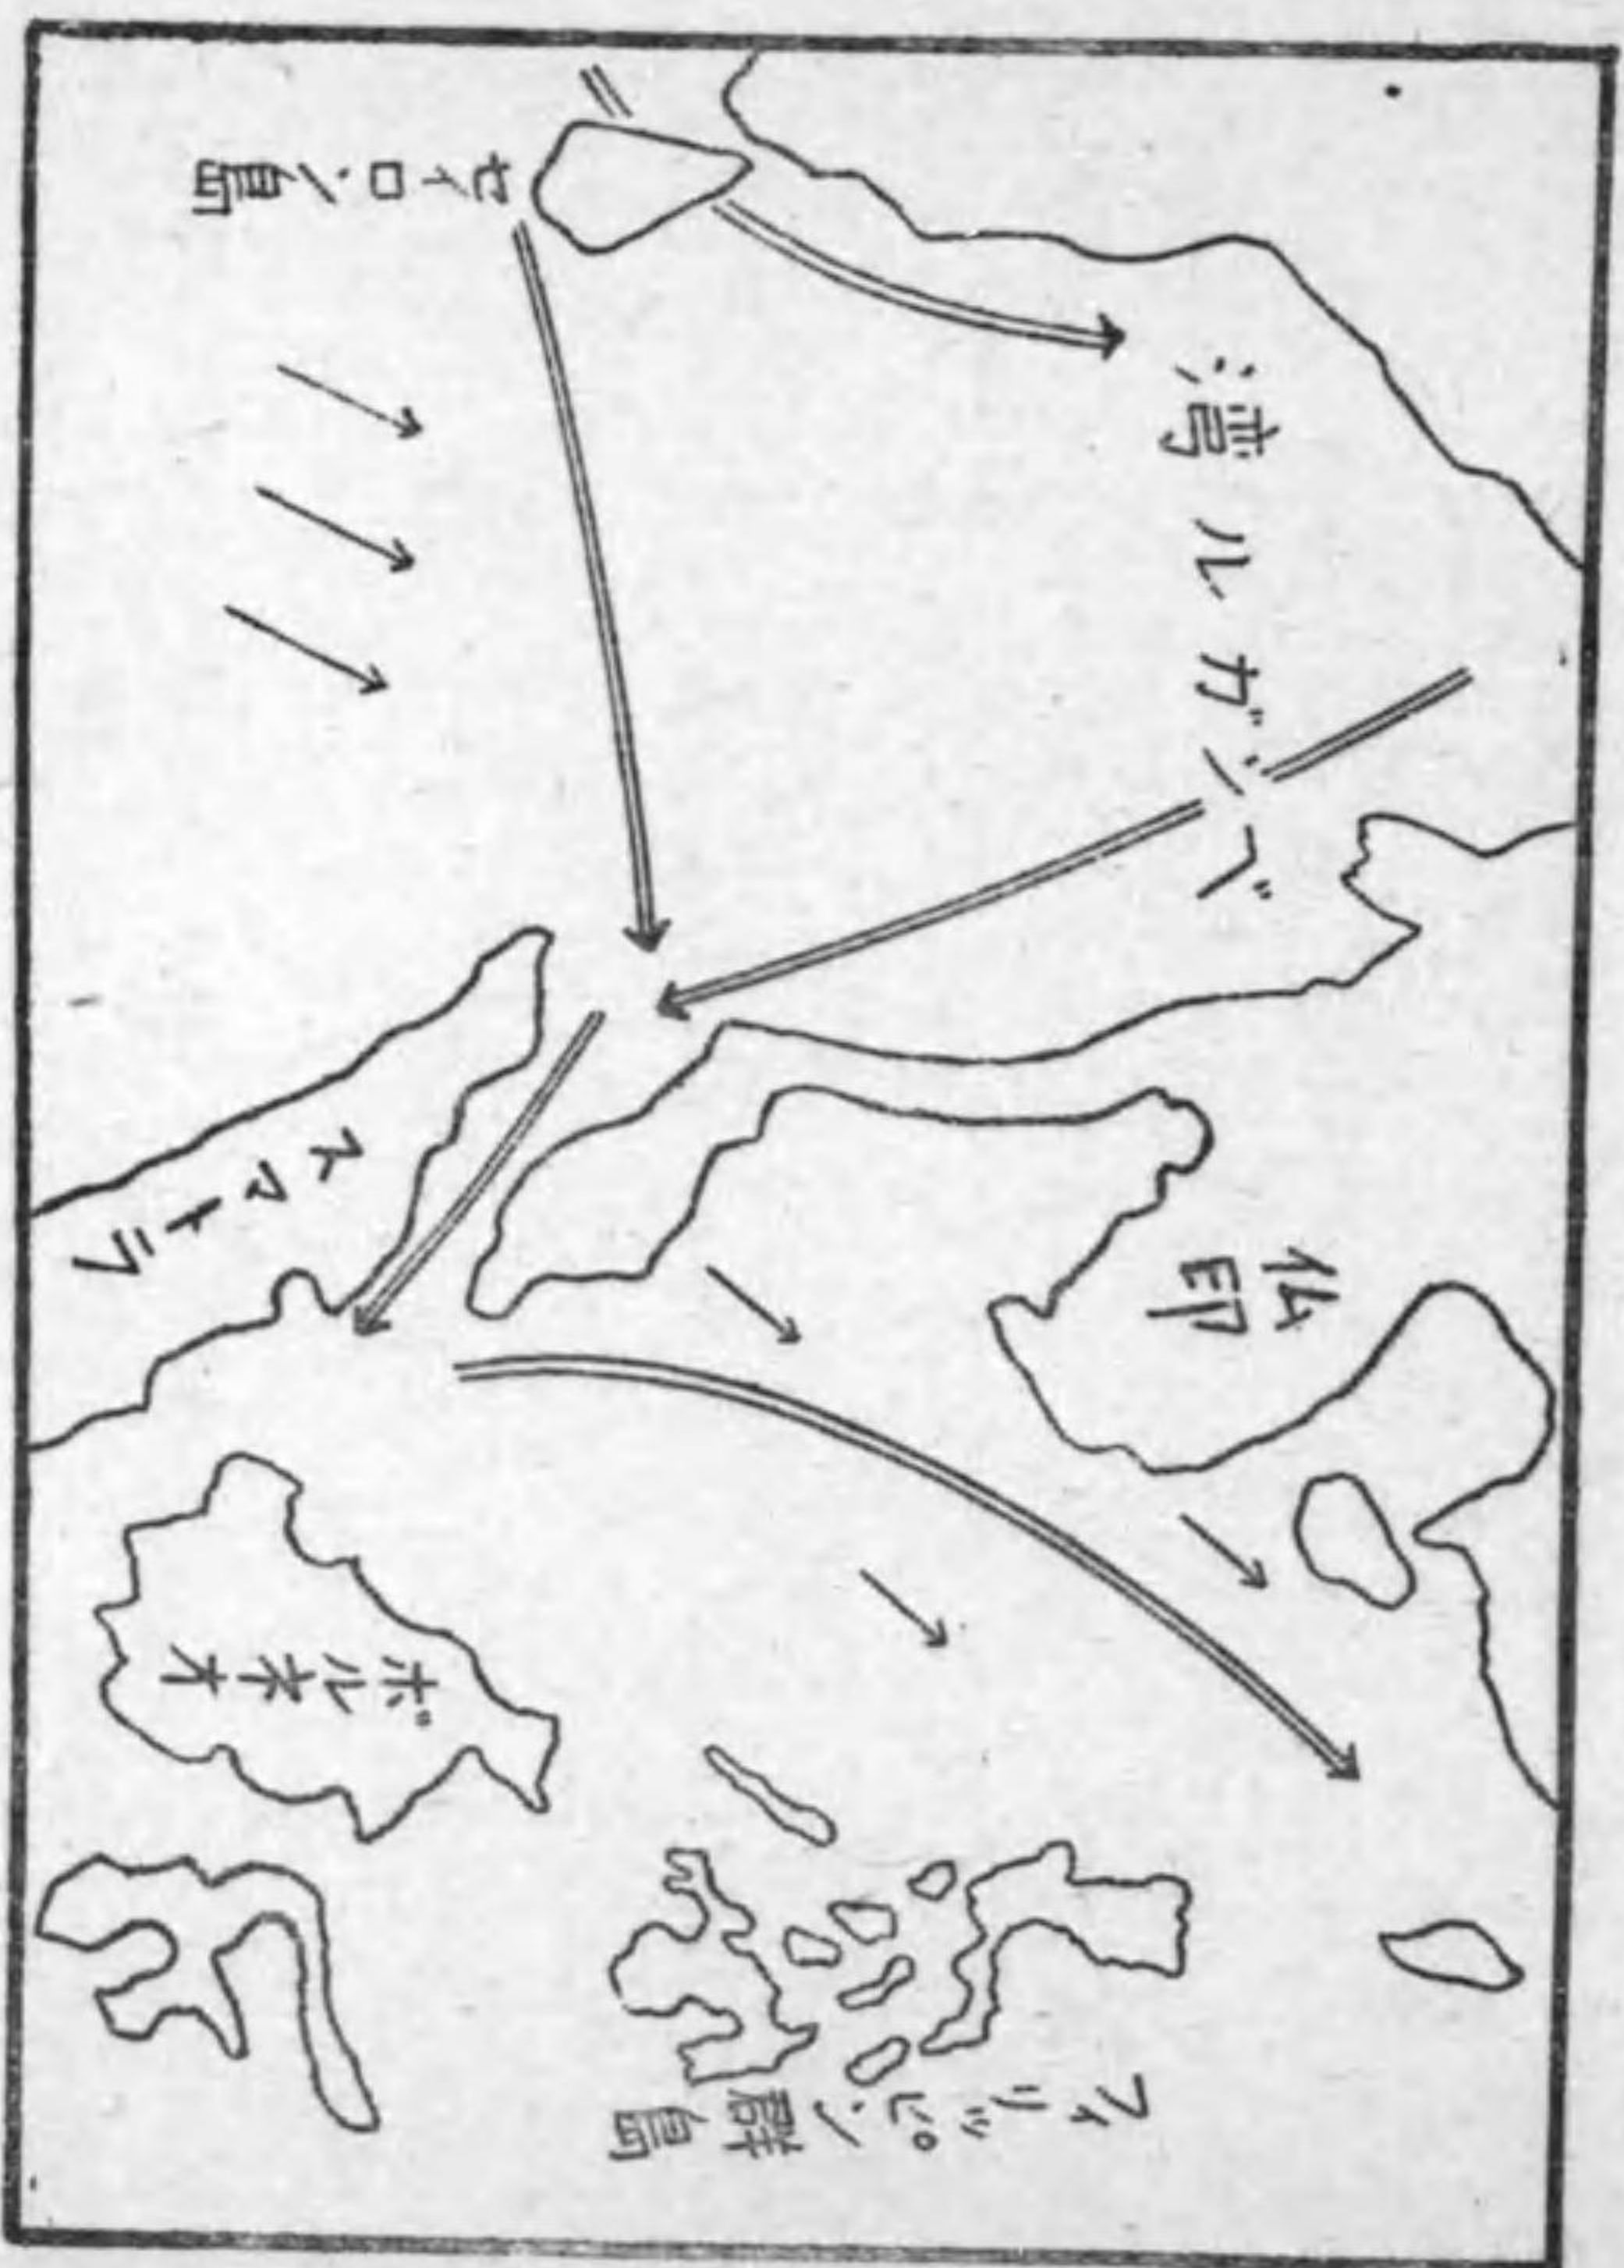 セイロン島
ベンガル湾
スマトラ
仏印
ボルネオ
フィリッピン群島